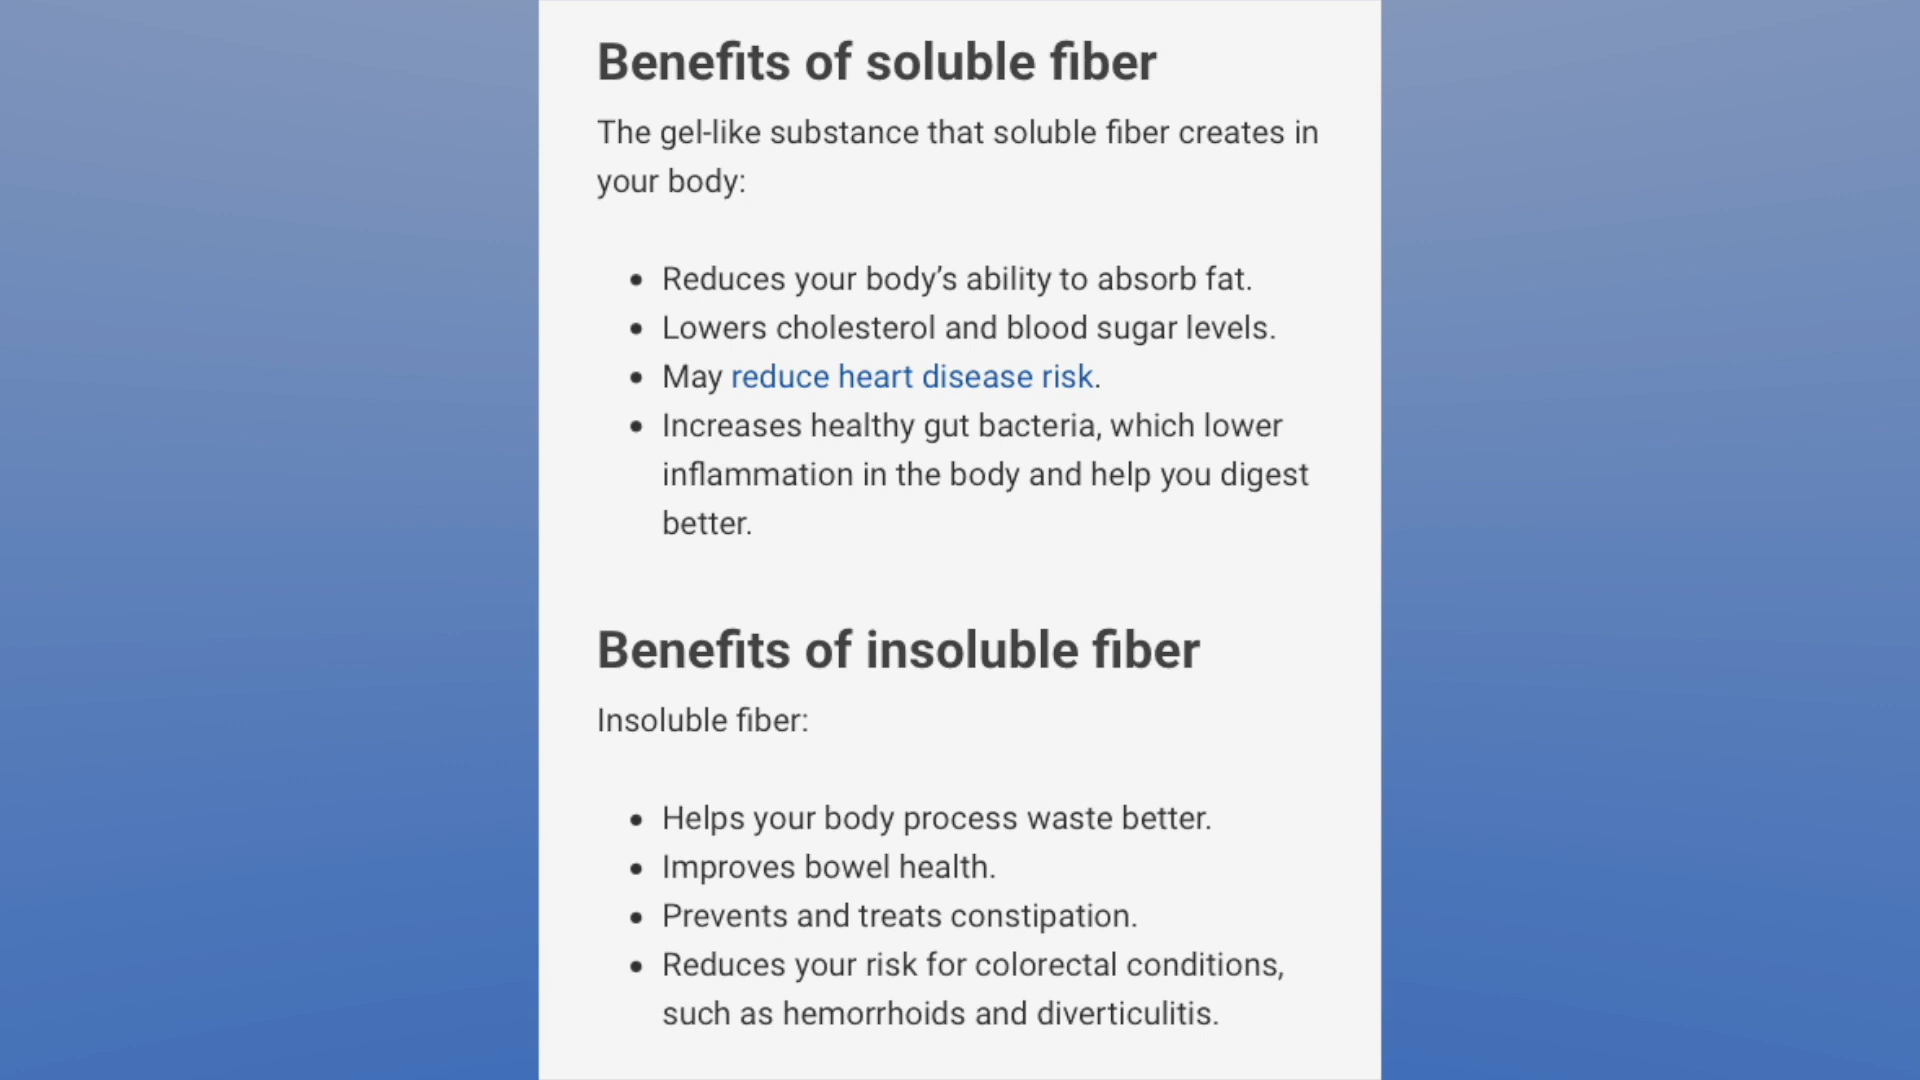 Benefits of soluble fiber
The gel-like substance that soluble fiber creates in
your body:
• Reduces your body’s ability to absorb fat.
• Lowers cholesterol and blood sugar levels.
• May reduce heart disease risk.
• Increases healthy gut bacteria, which lower
inflammation in the body and help you digest
better.
Benefits of insoluble fiber
Insoluble fiber:
• Helps your body process waste better.
• Improves bowel health.
• Prevents and treats constipation.
• Reduces your risk for colorectal conditions,
such as hemorrhoids and diverticulitis.